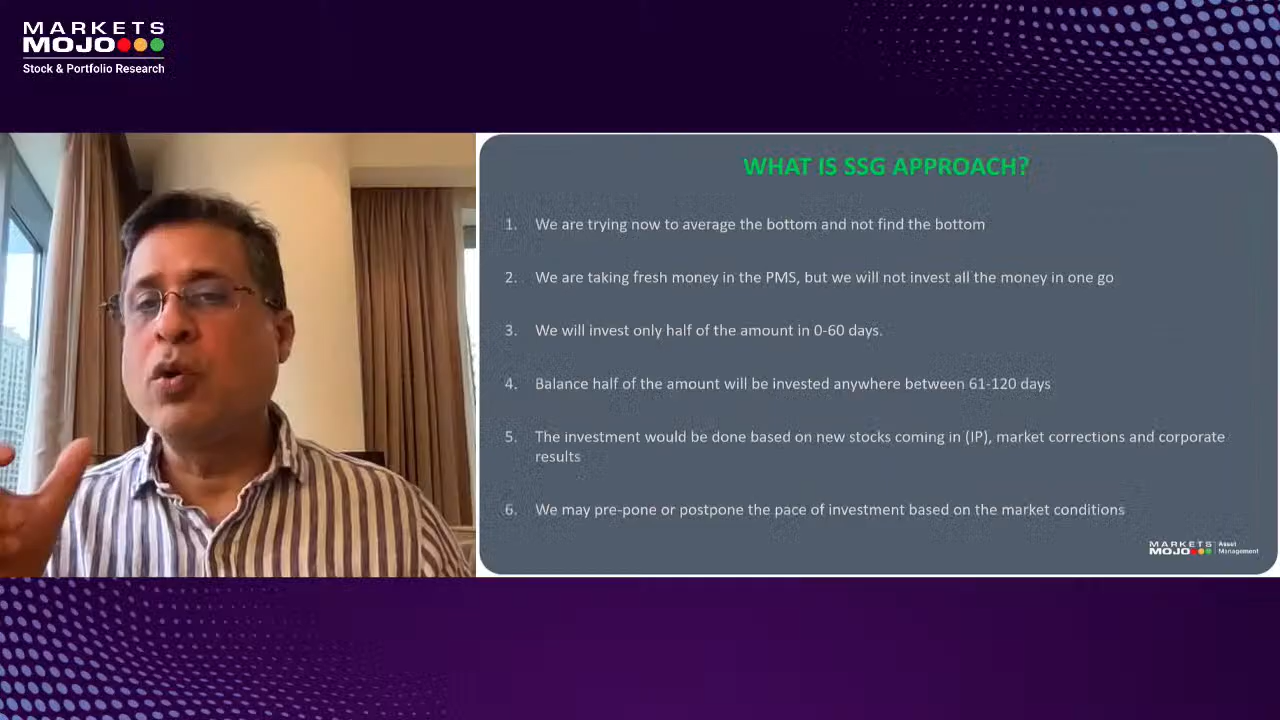 MARKETS
MOJO
Stock & Portfolio Research
WHAT IS SSG APPROACH?
1. We are trying now to average the bottom and not find the bottom
2. We are taking fresh money in the PMS, but we will not invest all the money in one go
3. We will invest only half of the amount in 0-60 days.
4. Balance half of the amount will be invested anywhere between 61-120 days
5. The investment would be done based on new stocks coming in (IP), market corrections and corporate
results
6. We may pre-pone or postpone the pace of investment based on the market conditions
MARKETS
MOJO
Asset
Management